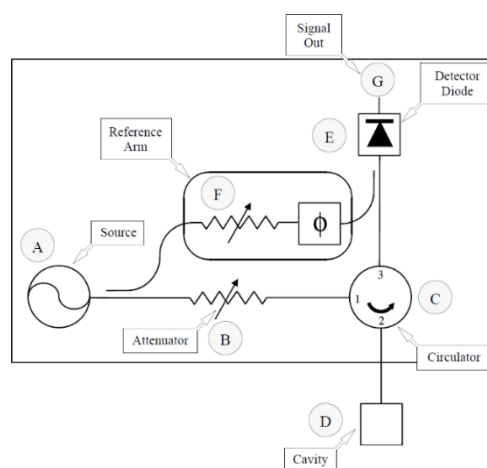 Signal
Out
G
Detector
Diode
E
Reference
Arm
F
ϕ
A
Source
3
1
2
C
Attenuator
B
Circulator
D
Cavity